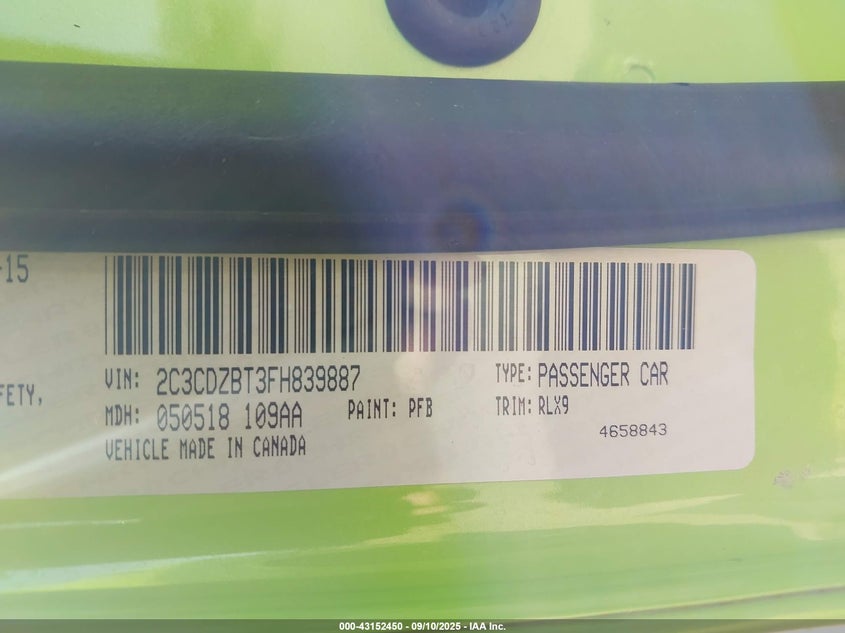 -15
VIN: 2C3CDZBT3FH839887 TYPE: PASSENGER CAR
FETY,
MDH: 050518 109AA PAINT: PFB TRIM: RLX9
4658843
VEHICLE MADE IN CANADA
000-43152450 - 09/10/2025 - IAA Inc.